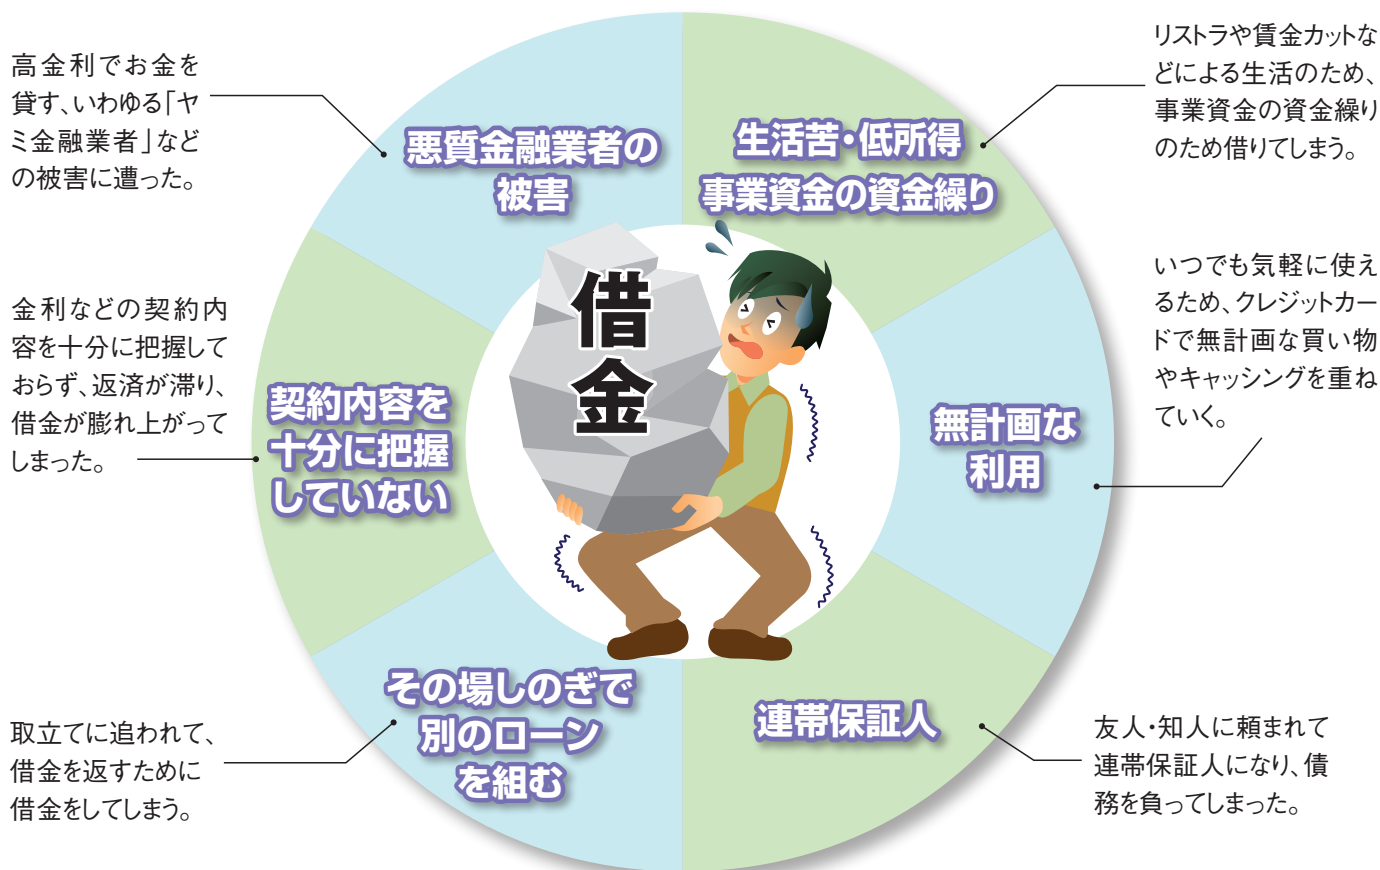 高金利でお金を
貸す、いわゆる「ヤ
ミ金融業者」など
の被害に遭った。
悪質金融業者の
被害
生活苦・低所得
事業資金の資金繰り
リストラや賃金カットな
どによる生活のため、
事業資金の資金繰り
のため借りてしまう。
いつでも気軽に使え
るため、クレジットカー
ドで無計画な買い物
やキャッシングを重ね
ていく。
無計画な
利用
借
金
金利などの契約内
容を十分に把握して
おらず、返済が滞り、
借金が膨れ上がって
しまった。
契約内容を
十分に把握
していない
その場しのぎで
別のローン
を組む
取立てに追われて、
借金を返すために
借金をしてしまう。
連帯保証人
友人・知人に頼まれて
連帯保証人になり、債
務を負ってしまった。